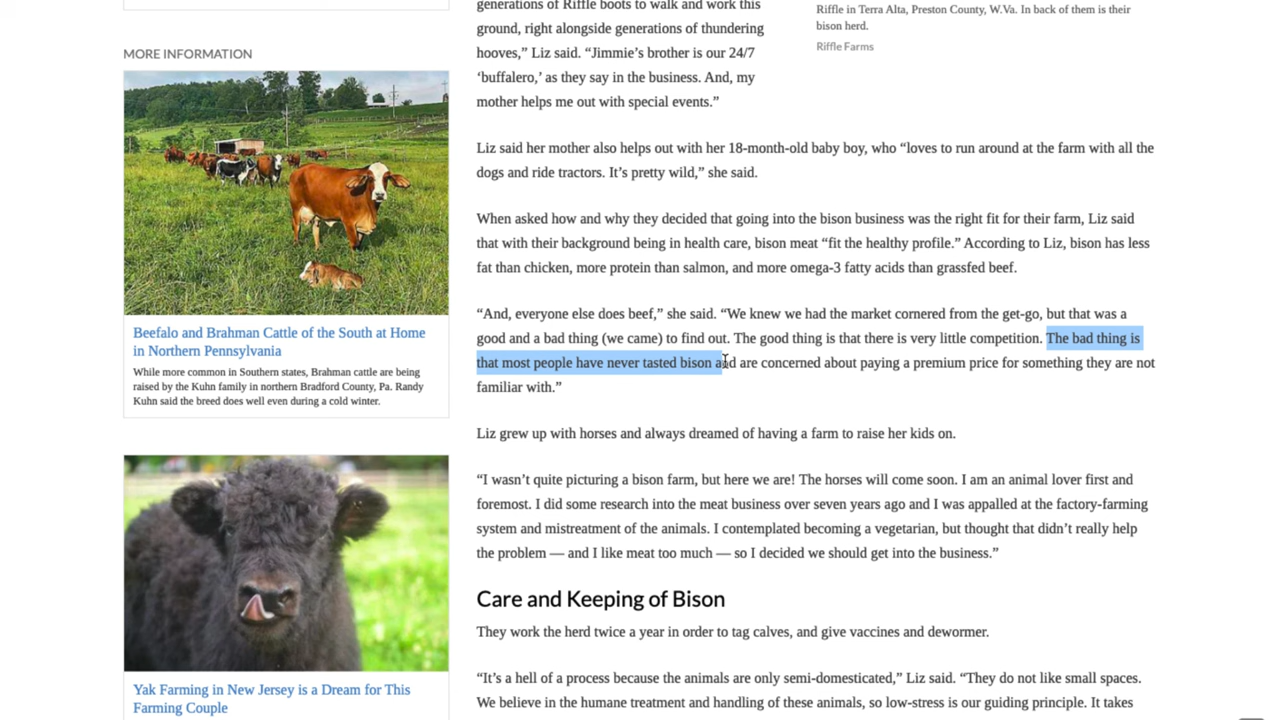 generations of Riffle boots to walk and work this
ground, right alongside generations of thundering
hooves,” Liz said. “Jimmie’s brother is our 24/7
‘buffalero,’ as they say in the business. And, my
mother helps me out with special events.”
Riffle in Terra Alta, Preston County, W.Va. In back of them is their
bison herd.
Riffle Farms
Liz said her mother also helps out with her 18-month-old baby boy, who “loves to run around at the farm with all the
dogs and ride tractors. It’s pretty wild,” she said.
When asked how and why they decided that going into the bison business was the right fit for their farm, Liz said
that with their background being in health care, bison meat “fit the healthy profile.” According to Liz, bison has less
fat than chicken, more protein than salmon, and more omega-3 fatty acids than grassfed beef.
“And, everyone else does beef,” she said. “We knew we had the market cornered from the get-go, but that was a
good and a bad thing (we came) to find out. The good thing is that there is very little competition. The bad thing is
that most people have never tasted bison and are concerned about paying a premium price for something they are not
familiar with.”
Liz grew up with horses and always dreamed of having a farm to raise her kids on.
“I wasn’t quite picturing a bison farm, but here we are! The horses will come soon. I am an animal lover first and
foremost. I did some research into the meat business over seven years ago and I was appalled at the factory-farming
system and mistreatment of the animals. I contemplated becoming a vegetarian, but thought that didn’t really help
the problem — and I like meat too much — so I decided we should get into the business.”
Care and Keeping of Bison
They work the herd twice a year in order to tag calves, and give vaccines and dewormer.
“It’s a hell of a process because the animals are only semi-domesticated,” Liz said. “They do not like small spaces.
We believe in the humane treatment and handling of these animals, so low-stress is our guiding principle. It takes
MORE INFORMATION
Beefalo and Brahman Cattle of the South at Home
in Northern Pennsylvania
While more common in Southern states, Brahman cattle are being
raised by the Kuhn family in northern Bradford County, Pa. Randy
Kuhn said the breed does well even during a cold winter.
Yak Farming in New Jersey is a Dream for This
Farming Couple